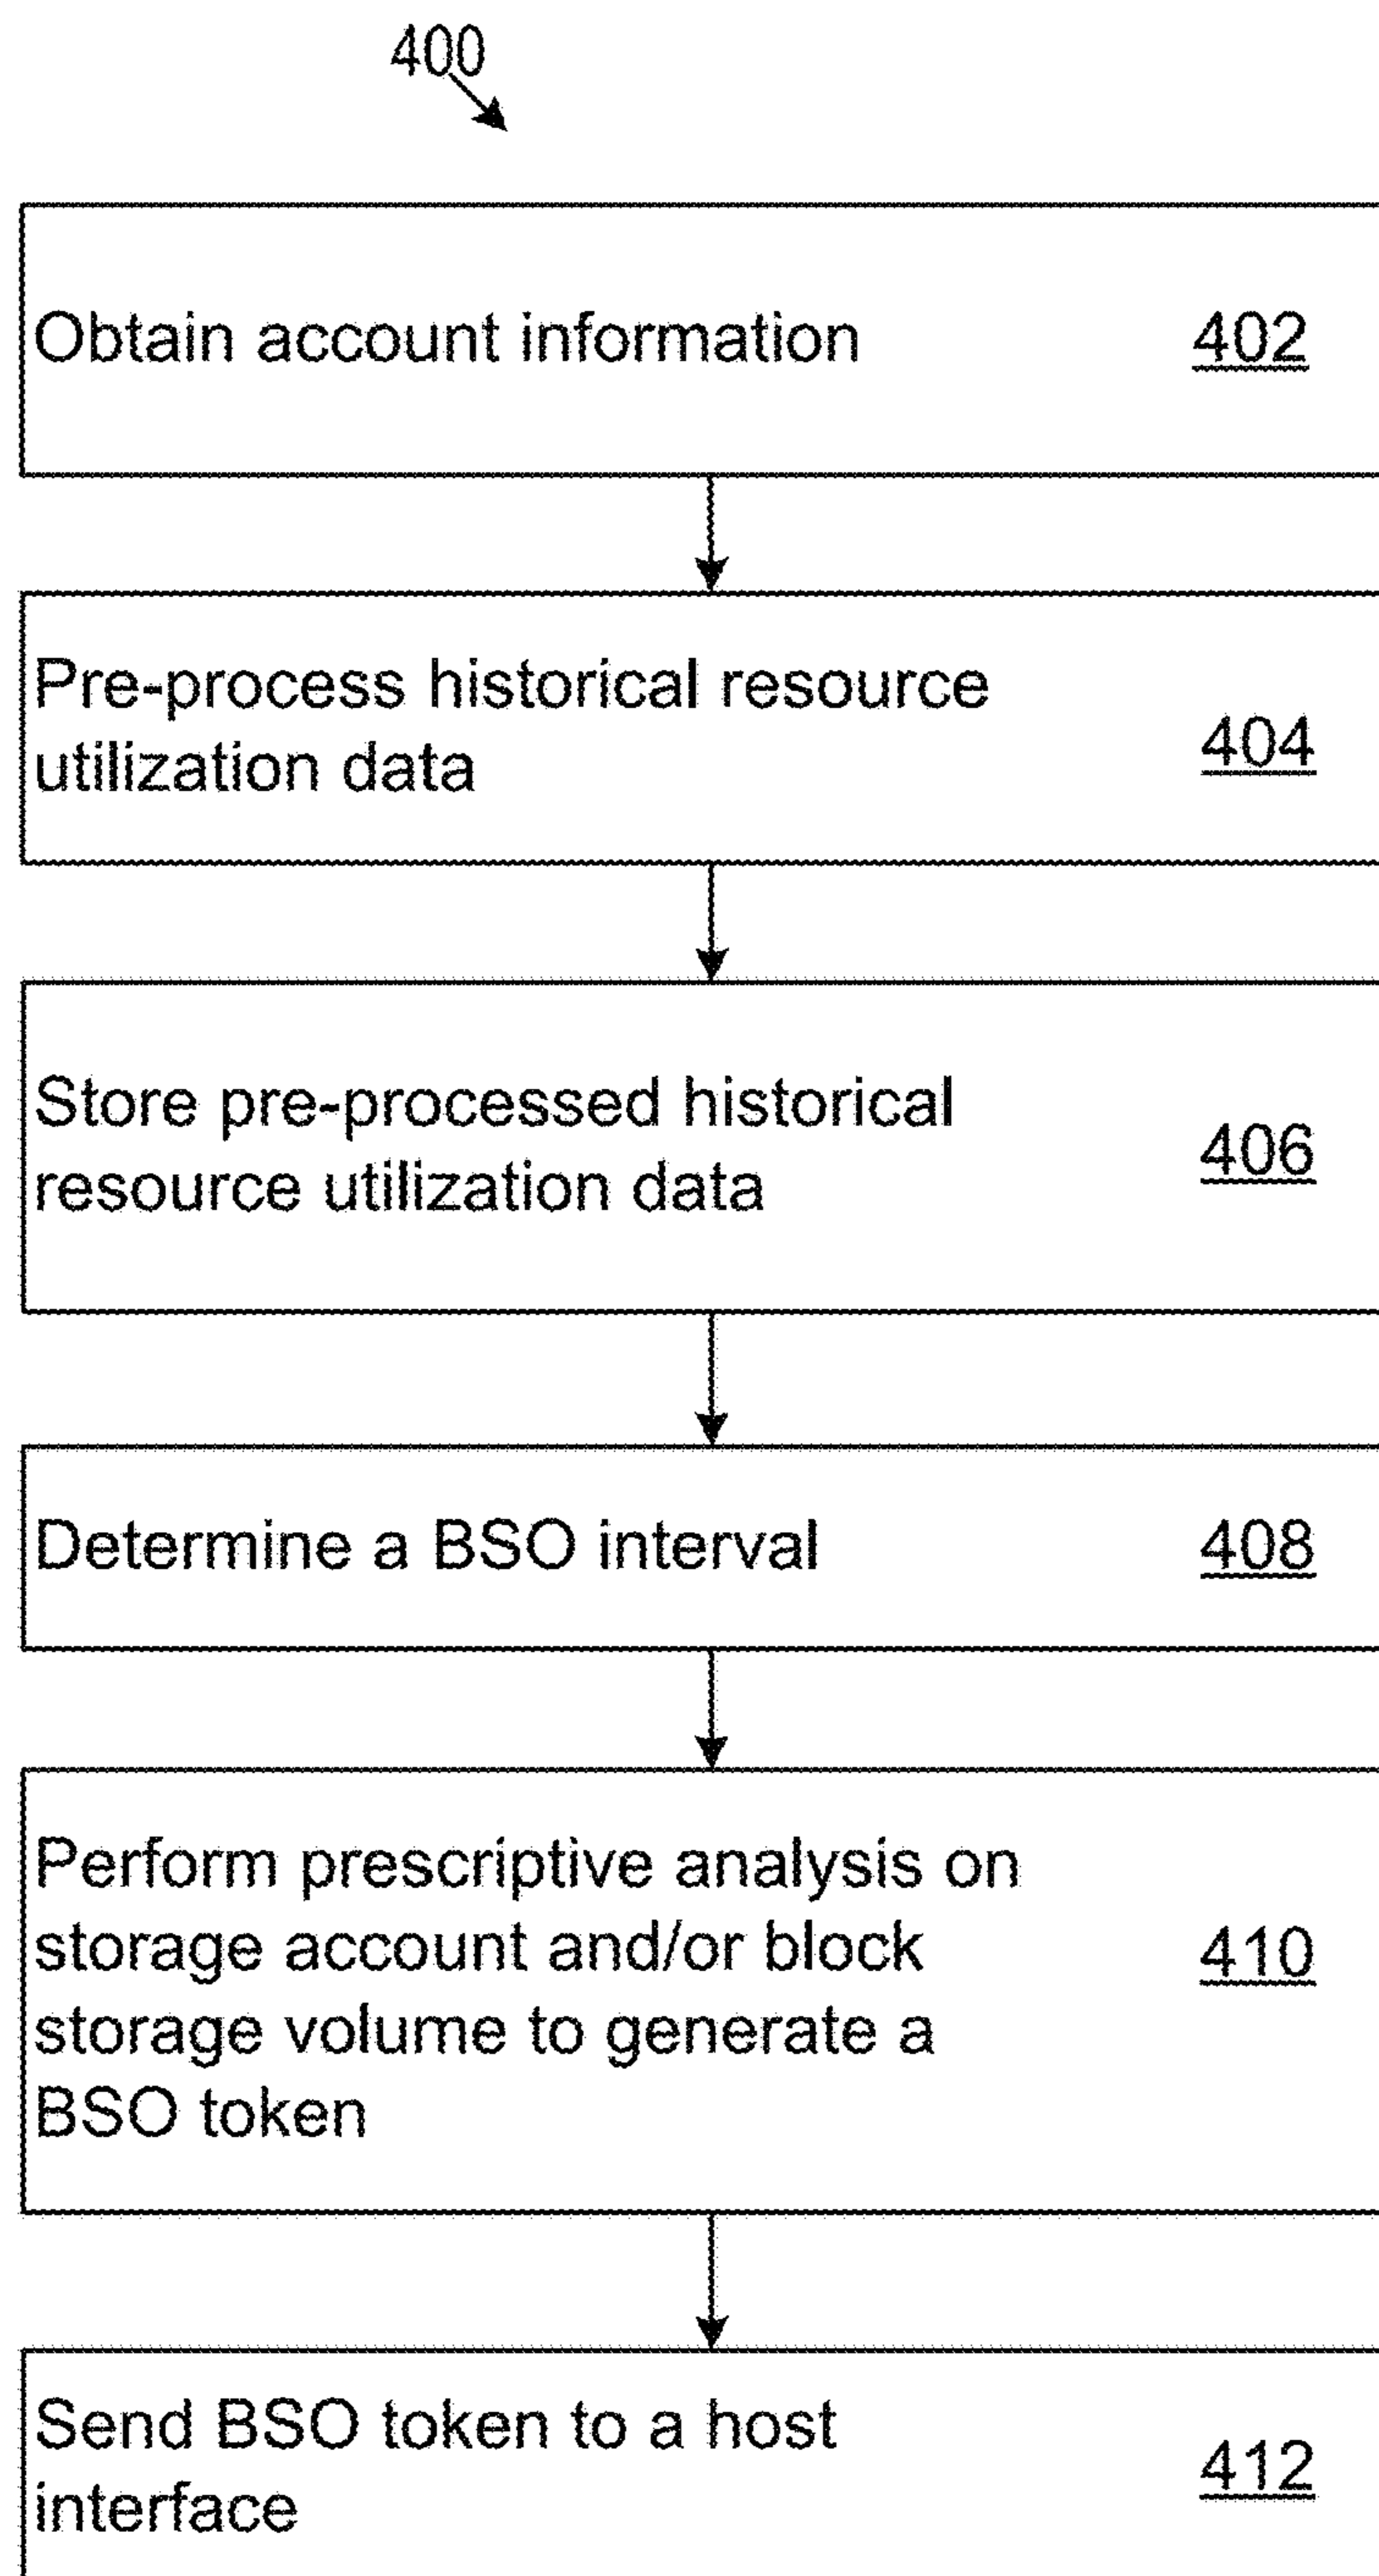 400
Obtain account information 402
Pre-process historical resource
utilization data 404
Store pre-processed historical
resource utilization data 406
Determine a BSO interval 408
Perform prescriptive analysis on
storage account and/or block
storage volume to generate a
BSO token 410
Send BSO token to a host
interface 412